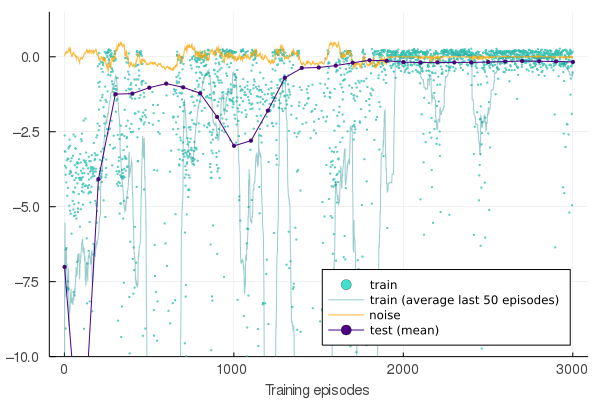 0.0
−2.5
−5.0
−7.5
−10.0
train
train (average last 50 episodes)
noise
test (mean)
0 1000 2000 3000
Training episodes